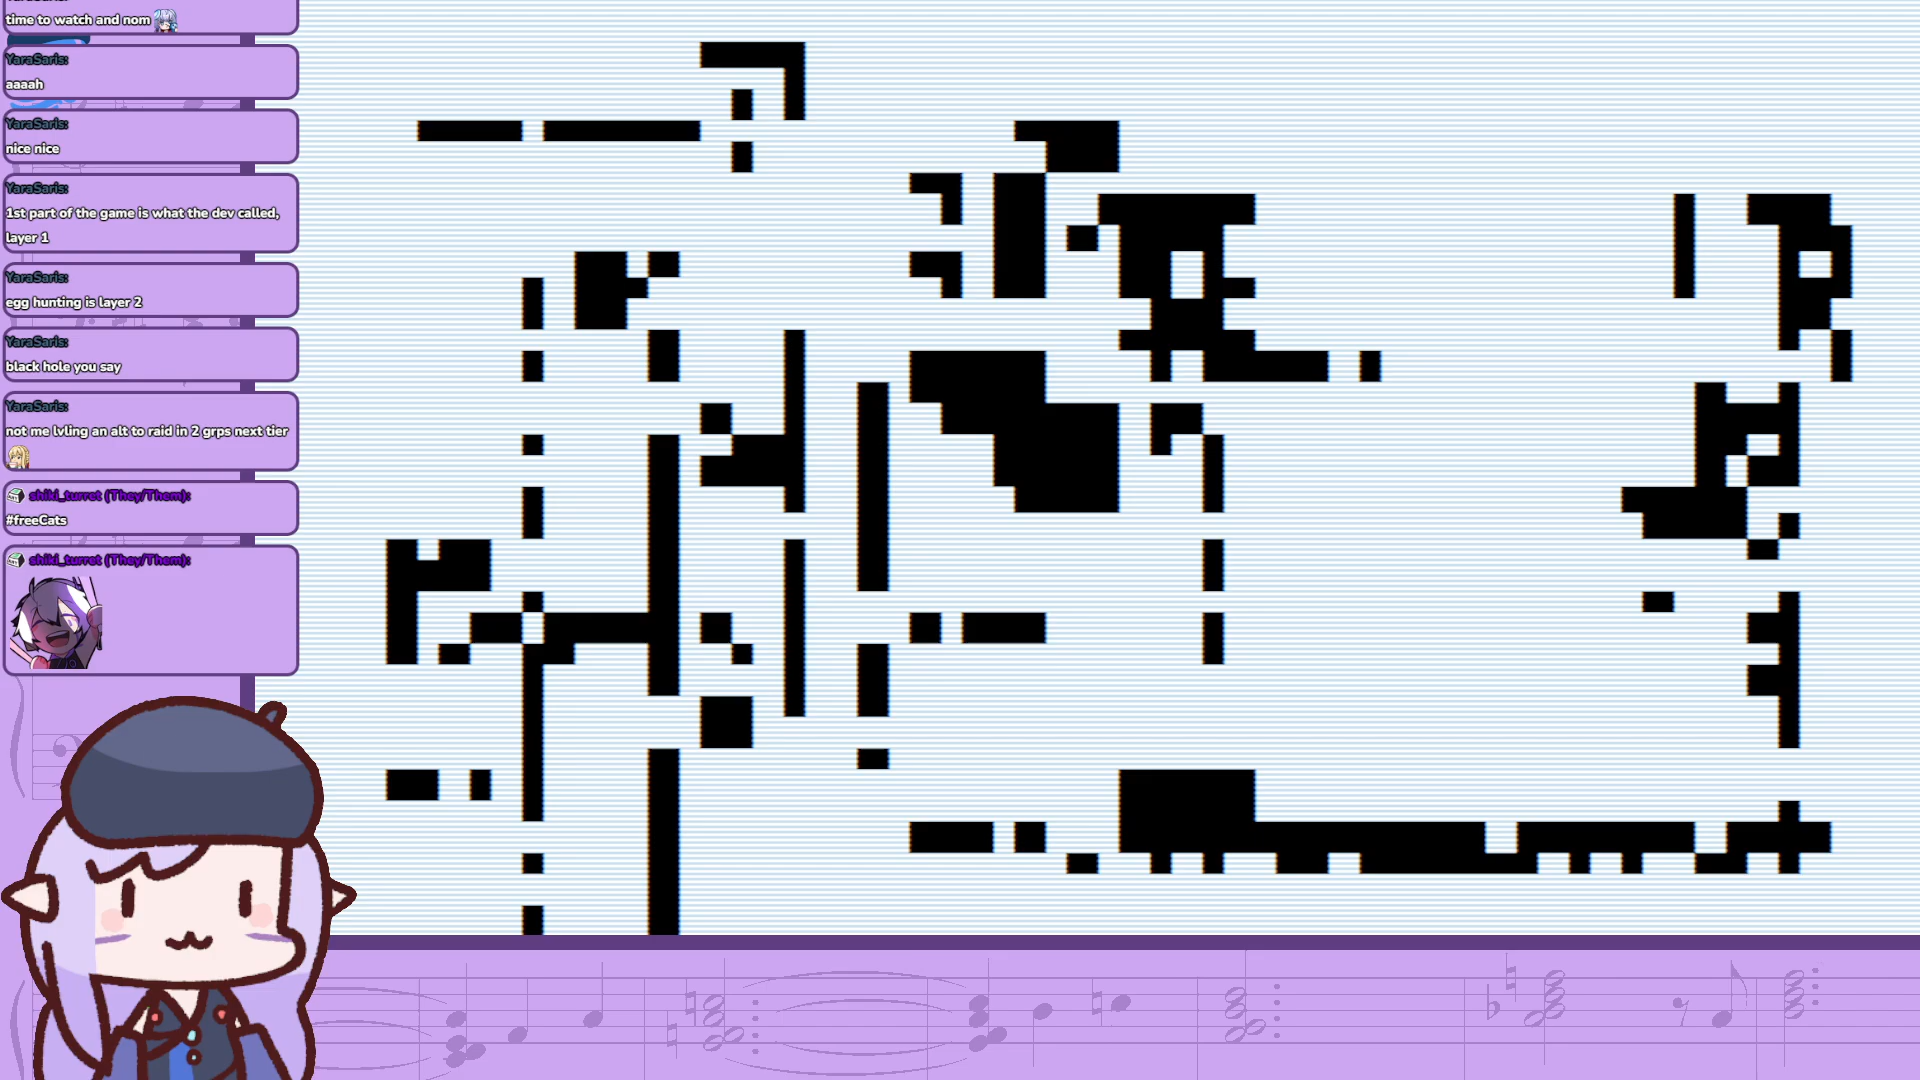 time to watch and nom
YaraSaris:
aaaah
YaraSaris:
nice nice
YaraSaris:
1st part of the game is what the dev called,
layer 1
YaraSaris:
egg hunting is layer 2
YaraSaris:
black hole you say
YaraSaris:
not me lvling an alt to raid in 2 grps next tier
shiki_turret (They/Them):
#freeCats
shiki_turret (They/Them):